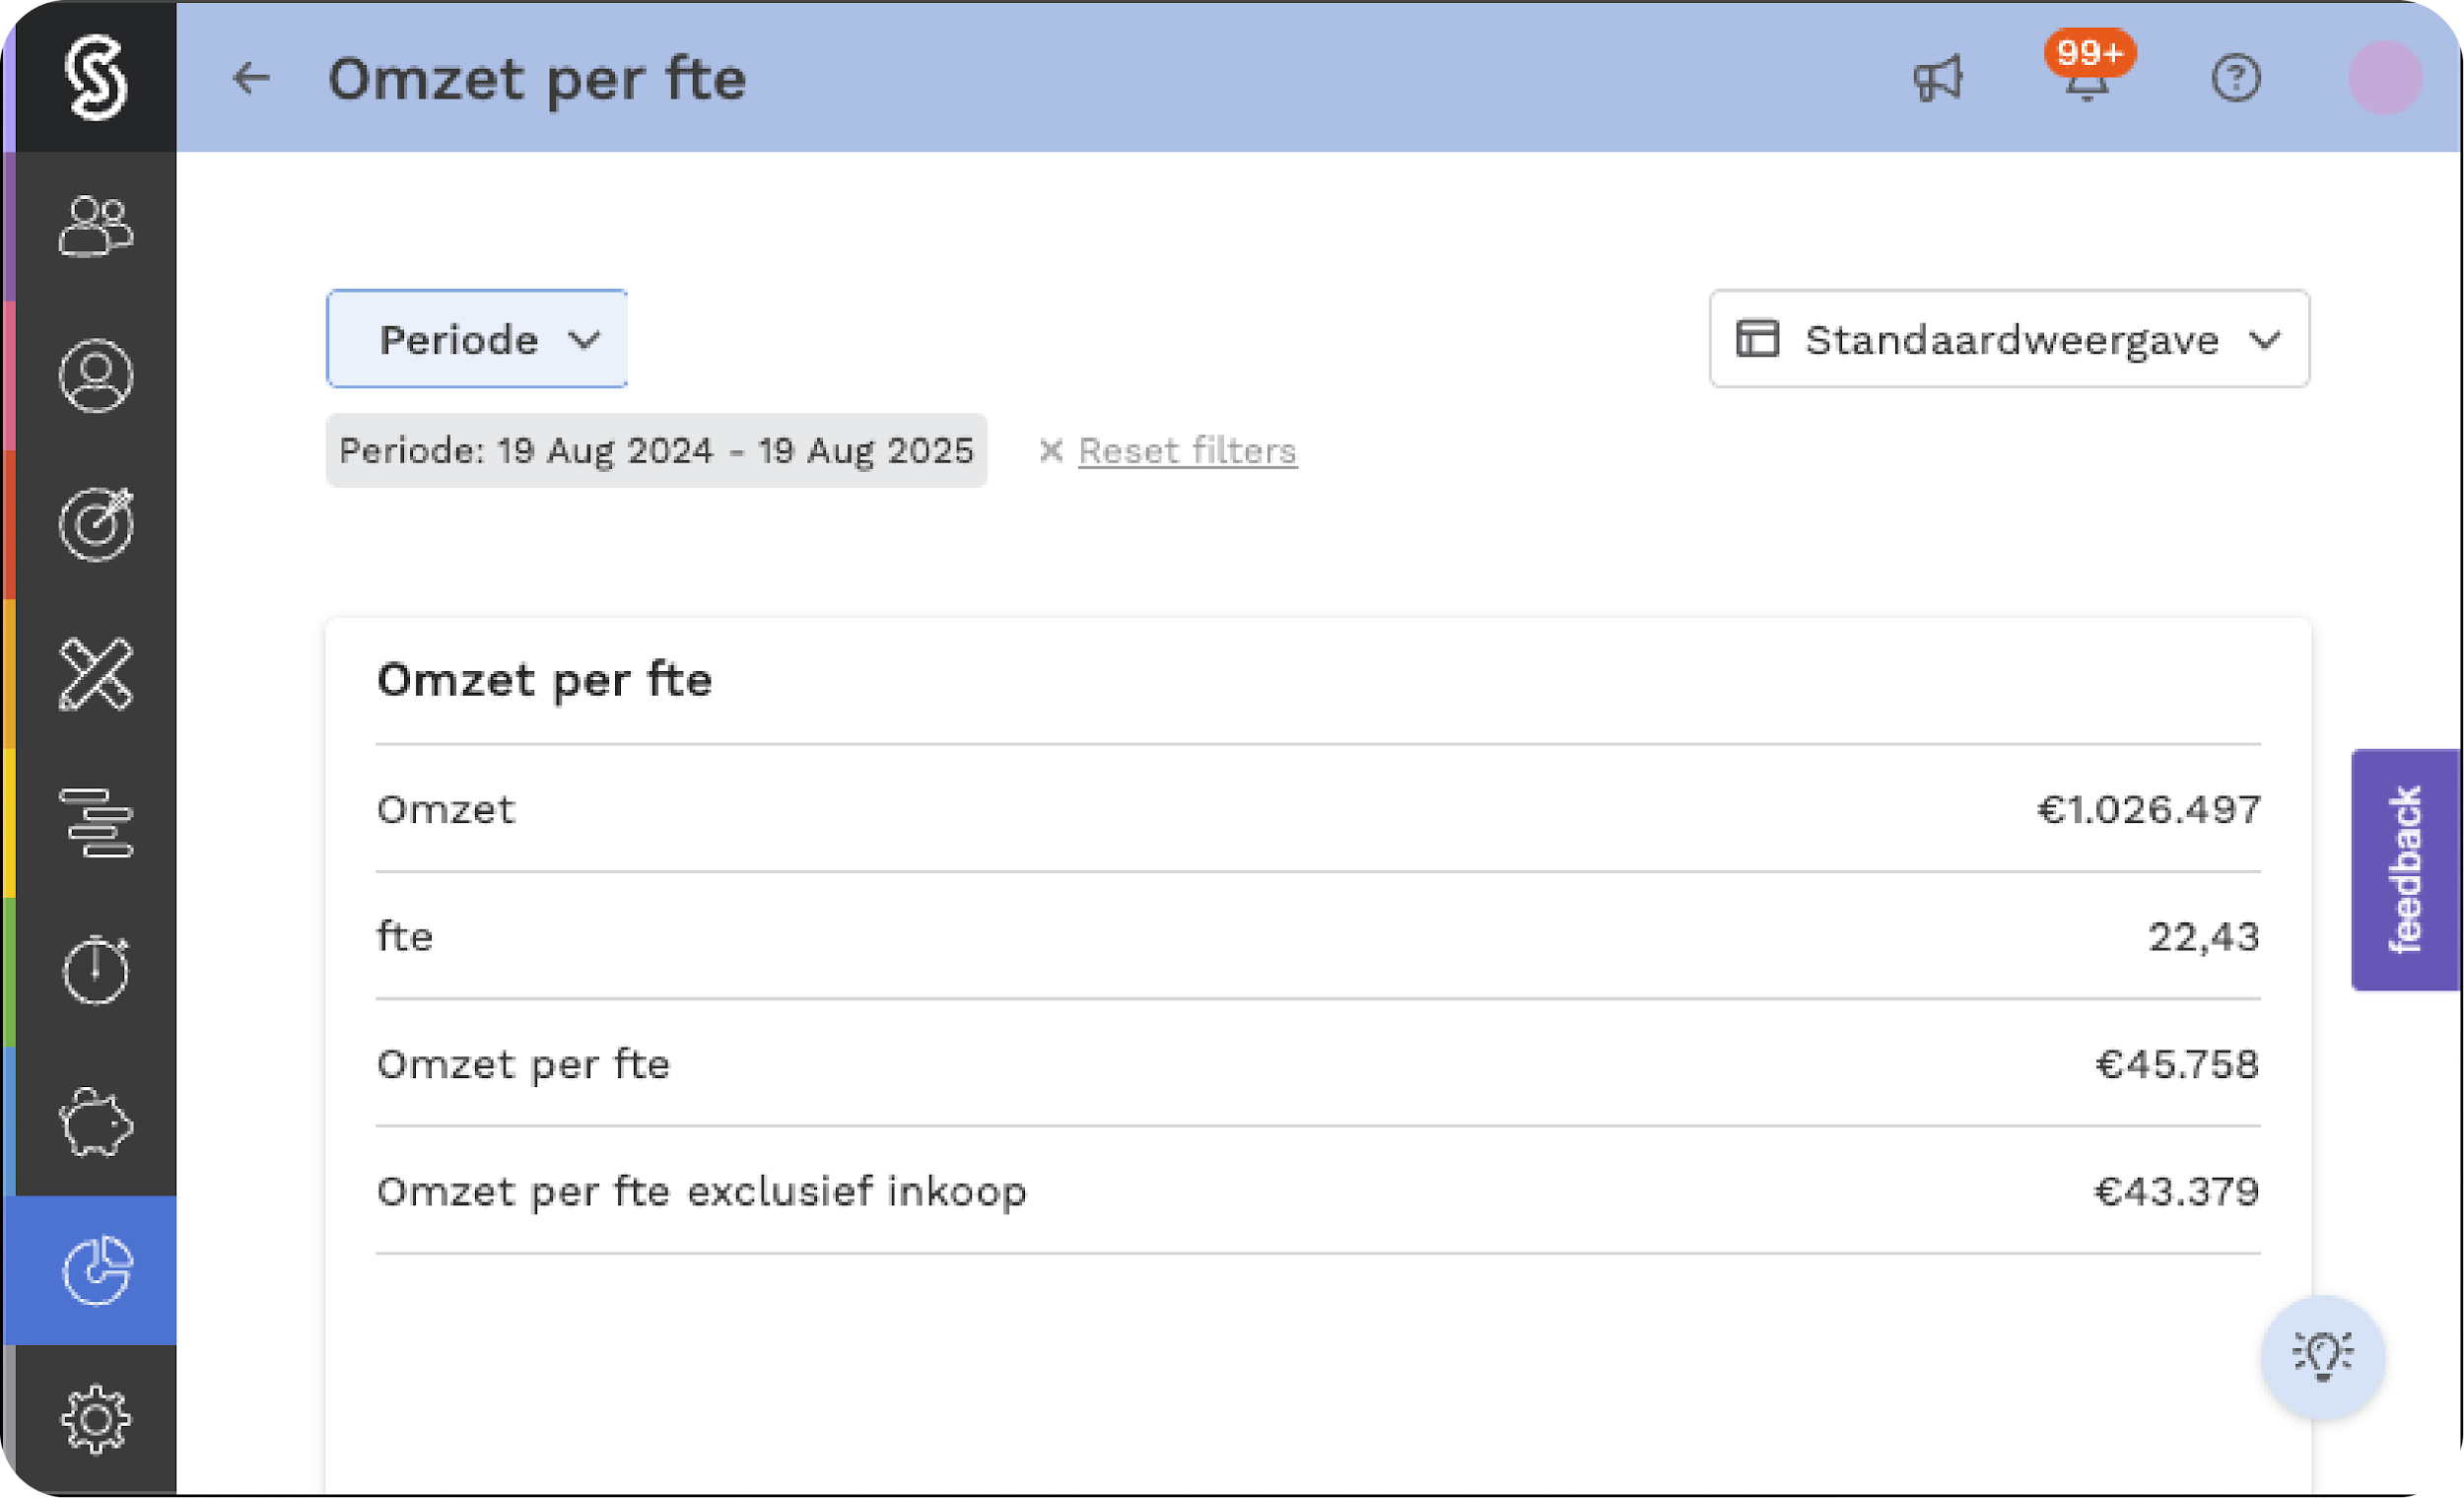 Omzet per fte
99+
Periode
Standaardweergave
Periode: 19 Aug 2024 - 19 Aug 2025
Reset filters
Omzet per fte
Omzet €1.026.497
fte 22,43
Omzet per fte €45.758
Omzet per fte exclusief inkoop €43.379
feedback